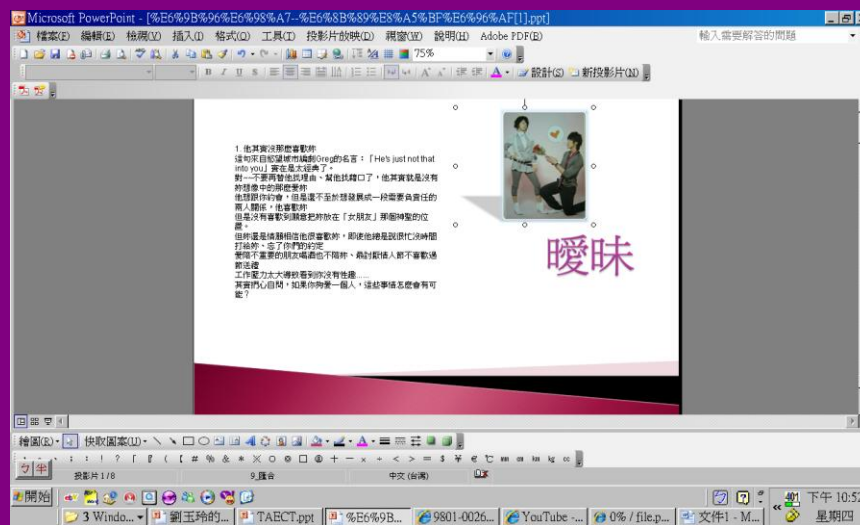 Microsoft PowerPoint - [%E6%9B%96%E6%98%A7--%E6%8B%89%E8%A5%BF%E6%96%AF[1].ppt]
檔案(F) 編輯(E) 檢視(V) 插入(I) 格式(O) 工具(T) 投影片放映(D) 視窗(W) 說明(H) Adobe PDF(B)
輸入需要解答的問題
75%
B I U S
設計(S) 新投影片(N)
1. 他其實沒那麼喜歡妳
這句來自慾望城市編劇Greg的名言：「He's just not that
into you」實在是太經典了。
對──不要再替他找理由、幫他找藉口了，他其實就是沒有
妳想像中的那麼愛妳
他想跟你約會，但是還不至於想發展成一段需要負責任的
兩人關係，他喜歡妳
但是沒有喜歡到願意把妳放在「女朋友」那個神聖的位
置。
但妳還是情願相信他很喜歡妳，即使他總是說很忙沒時間
打給妳、忘了你們的約定
愛陪不重要的朋友喝酒也不陪妳、最討厭情人節不喜歡過
節送禮
工作壓力太大導致看到你沒有性趣......
其實捫心自問，如果你夠愛一個人，這些事情怎麼會有可
能？
曖昧
繪圖(R) 快取圖案(U)
投影片 1 / 8
9_匯合
中文 (台灣)
ㄅ半
開始
下午 10:52
3 Windo... 劉玉玲的... TAECT.ppt %E6%9B... 9801-0026... YouTube -... 0% / file.p... 文件1 - M...
星期四